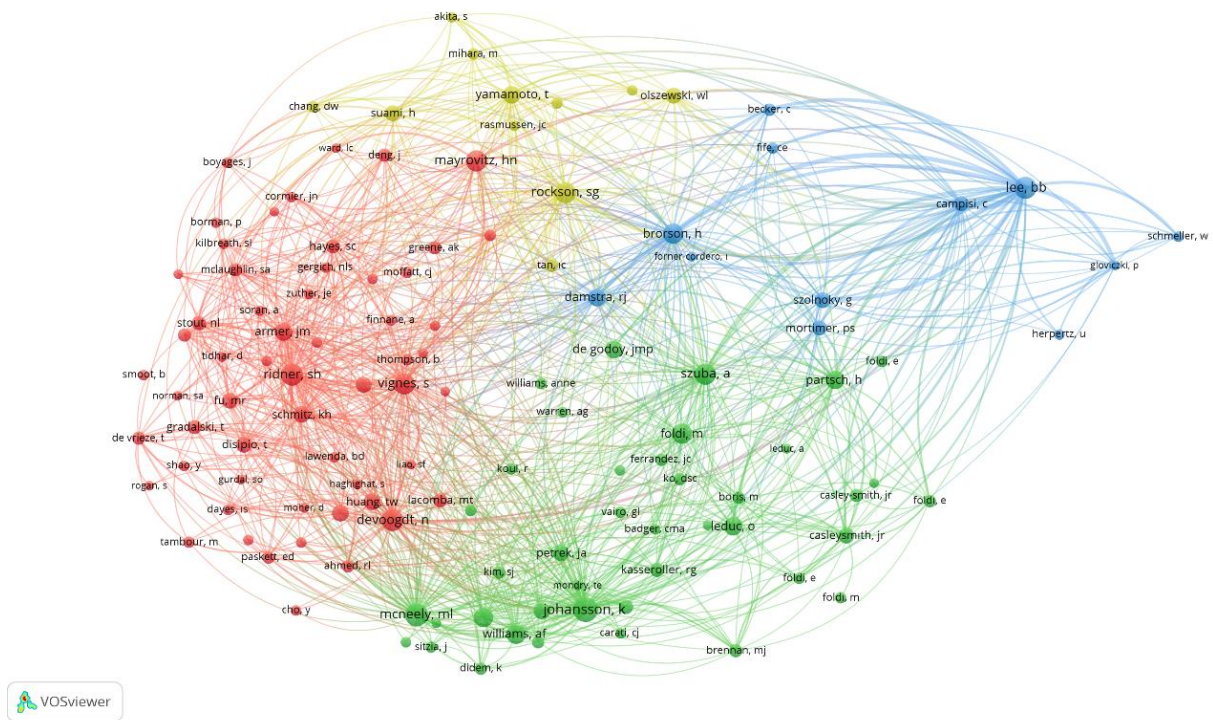 akita, s
mihara, m
chang, dw
suami, h
yamamoto, t
olszewski, wl
rasmussen, jc
becker, c
fife, ce
ward, lc
deng, j
boyages, j
mayrovitz, hn
rockson, sg
lee, bb
campisi, c
cormier, jn
borman, p
kilbreath, sl
hayes, sc
greene, ak
brorson, h
schmeller, w
mclaughlin, sa
gergich, nls
moffatt, cj
tan, ic
forner-cordero, i
gloviczki, p
zuther, je
damstra, rj
szolnoky, g
soran, a
finnane, a
stout, nl
armer, jm
mortimer, ps
herpertz, u
tidhar, d
thompson, b
de godoy, jmp
smoot, b
ridner, sh
vignes, s
williams, anne
szuba, a
partsch, h
földi, e
norman, sa
fu, mr
schmitz, kh
warren, ag
gradalski, t
de vrieze, t
disipio, t
foldi, m
leduc, a
shao, y
lawenda, bd
liao, sf
koul, r
ferrandez, jc
rogan, s
gurdal, so
haghighat, s
ko, dsc
boris, m
casley-smith, jr
foldi, e
dayes, is
moher, d
huang, tw
lacomba, mt
vairo, gl
devoogdt, n
badger, cma
leduc, o
casleysmith, jr
tambour, m
paskett, ed
ahmed, rl
petrek, ja
kim, sj
kasseroller, rg
mondry, te
földi, e
földi, m
cho, y
mcneely, ml
johansson, k
williams, af
carati, cj
sitzia, j
brennan, mj
didem, k
VOSviewer